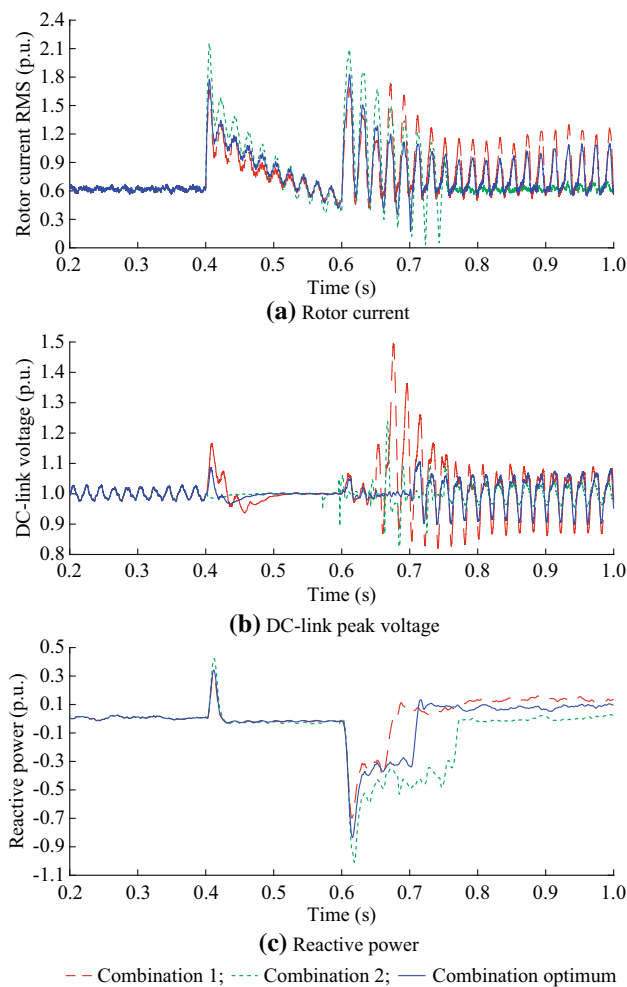 Rotor current RMS (p.u.)
2.4
2.1
1.8
1.5
1.2
0.9
0.6
0.3
0
0.2 0.3 0.4 0.5 0.6 0.7 0.8 0.9 1.0
Time (s)
(a) Rotor current
DC-link voltage (p.u.)
1.5
1.4
1.3
1.2
1.1
1.0
0.9
0.8
0.2 0.3 0.4 0.5 0.6 0.7 0.8 0.9 1.0
Time (s)
(b) DC-link peak voltage
Reactive power (p.u.)
0.5
0.3
0.1
-0.1
-0.3
-0.5
-0.7
-0.9
-1.1
0.2 0.3 0.4 0.5 0.6 0.7 0.8 0.9 1.0
Time (s)
(c) Reactive power
Combination 1; Combination 2; Combination optimum